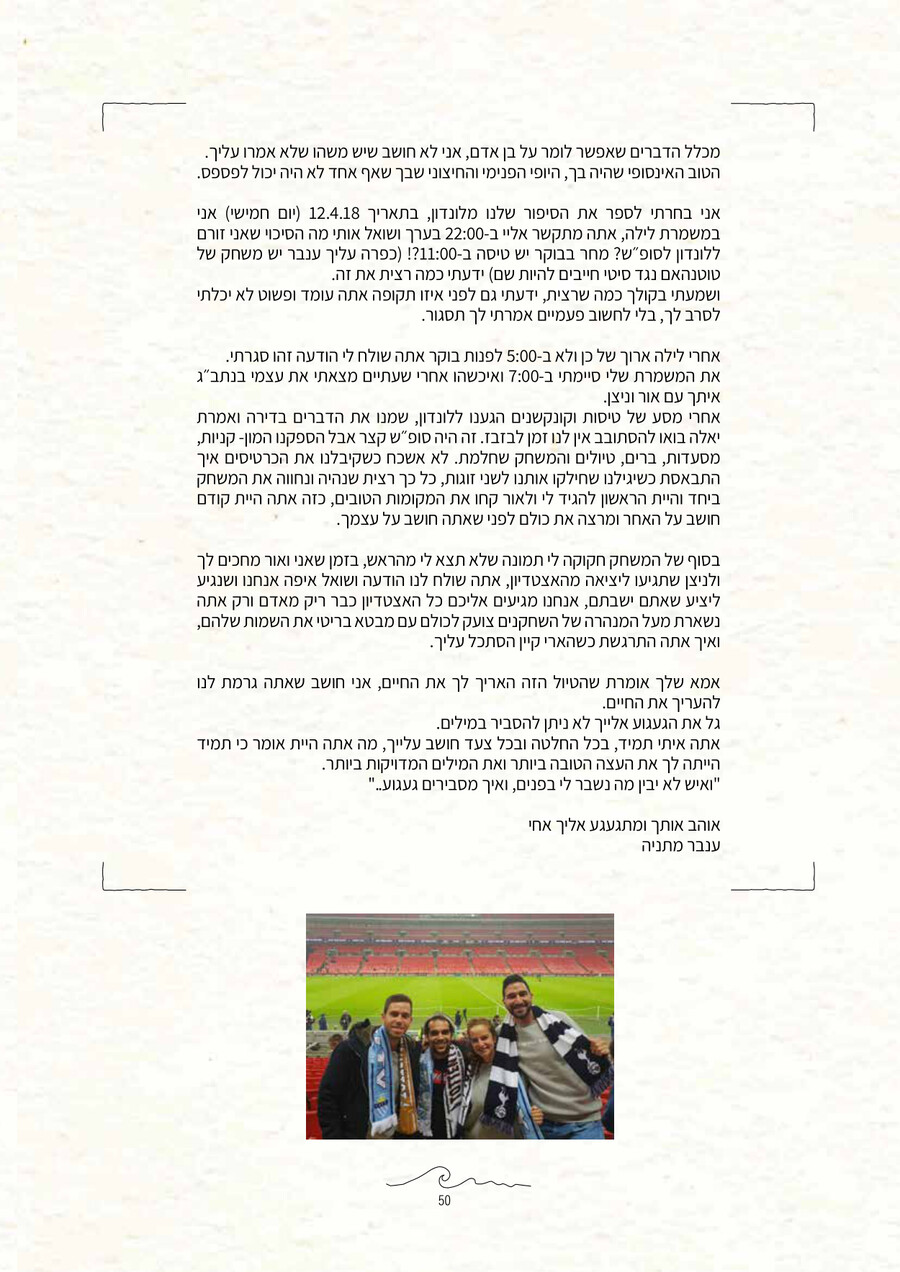 מכלל הדברים שאפשר לומר על בן אדם, אני לא חושב שיש משהו שלא אמרו עליך.
הטוב האינסופי שהיה בך, היופי הפנימי והחיצוני שבך שאף אחד לא היה יכול לפספס.
אני בחרתי לספר את הסיפור שלנו מלונדון, בתאריך 12.4.18 (יום חמישי) אני
במשמרת לילה, אתה מתקשר אליי ב-22:00 בערך ושואל אותי מה הסיכוי שאני זורם
ללונדון לסופ״ש? מחר בבוקר יש טיסה ב-11:00?! (כפרה עליך ענבר יש משחק של
טוטנהאם נגד סיטי חייבים להיות שם) ידעתי כמה רצית את זה.
ושמעתי בקולך כמה שרצית, ידעתי גם לפני איזו תקופה אתה עומד ופשוט לא יכלתי
לסרב לך, בלי לחשוב פעמיים אמרתי לך תסגור.
אחרי לילה ארוך של כן ולא ב-5:00 לפנות בוקר אתה שולח לי הודעה זהו סגרתי.
את המשמרת שלי סיימתי ב-7:00 ואיכשהו אחרי שעתיים מצאתי את עצמי בנתב״ג
איתך עם אור וניצן.
אחרי מסע של טיסות וקונקשנים הגענו ללונדון, שמנו את הדברים בדירה ואמרת
יאלה בואו להסתובב אין לנו זמן לבזבז. זה היה סופ״ש קצר אבל הספקנו המון- קניות,
מסעדות, ברים, טיולים והמשחק שחלמת. לא אשכח כשקיבלנו את הכרטיסים איך
התבאסת כשיגילנו שחילקו אותנו לשני זוגות, כל כך רצית שנהיה ונחווה את המשחק
ביחד והיית הראשון להגיד לי ולאור קחו את המקומות הטובים, כזה אתה היית קודם
חושב על האחר ומרצה את כולם לפני שאתה חושב על עצמך.
בסוף של המשחק חקוקה לי תמונה שלא תצא לי מהראש, בזמן שאני ואור מחכים לך
ולניצן שתגיעו ליציאה מהאצטדיון, אתה שולח לנו הודעה ושואל איפה אנחנו ושנגיע
ליציע שאתם ישבתם, אנחנו מגיעים אליכם כל האצטדיון כבר ריק מאדם ורק אתה
נשארת מעל המנהרה של השחקנים צועק לכולם עם מבטא בריטי את השמות שלהם,
ואיך אתה התרגשת כשהארי קיין הסתכל עליך.
אמא שלך אומרת שהטיול הזה האריך לך את החיים, אני חושב שאתה גרמת לנו
להעריך את החיים.
גל את הגעגוע אלייך לא ניתן להסביר במילים.
אתה איתי תמיד, בכל החלטה ובכל צעד חושב עלייך, מה אתה היית אומר כי תמיד
הייתה לך את העצה הטובה ביותר ואת המילים המדויקות ביותר.
"ואיש לא יבין מה נשבר לי בפנים, ואיך מסבירים געגוע.."
אוהב אותך ומתגעגע אליך אחי
ענבר מתניה
50